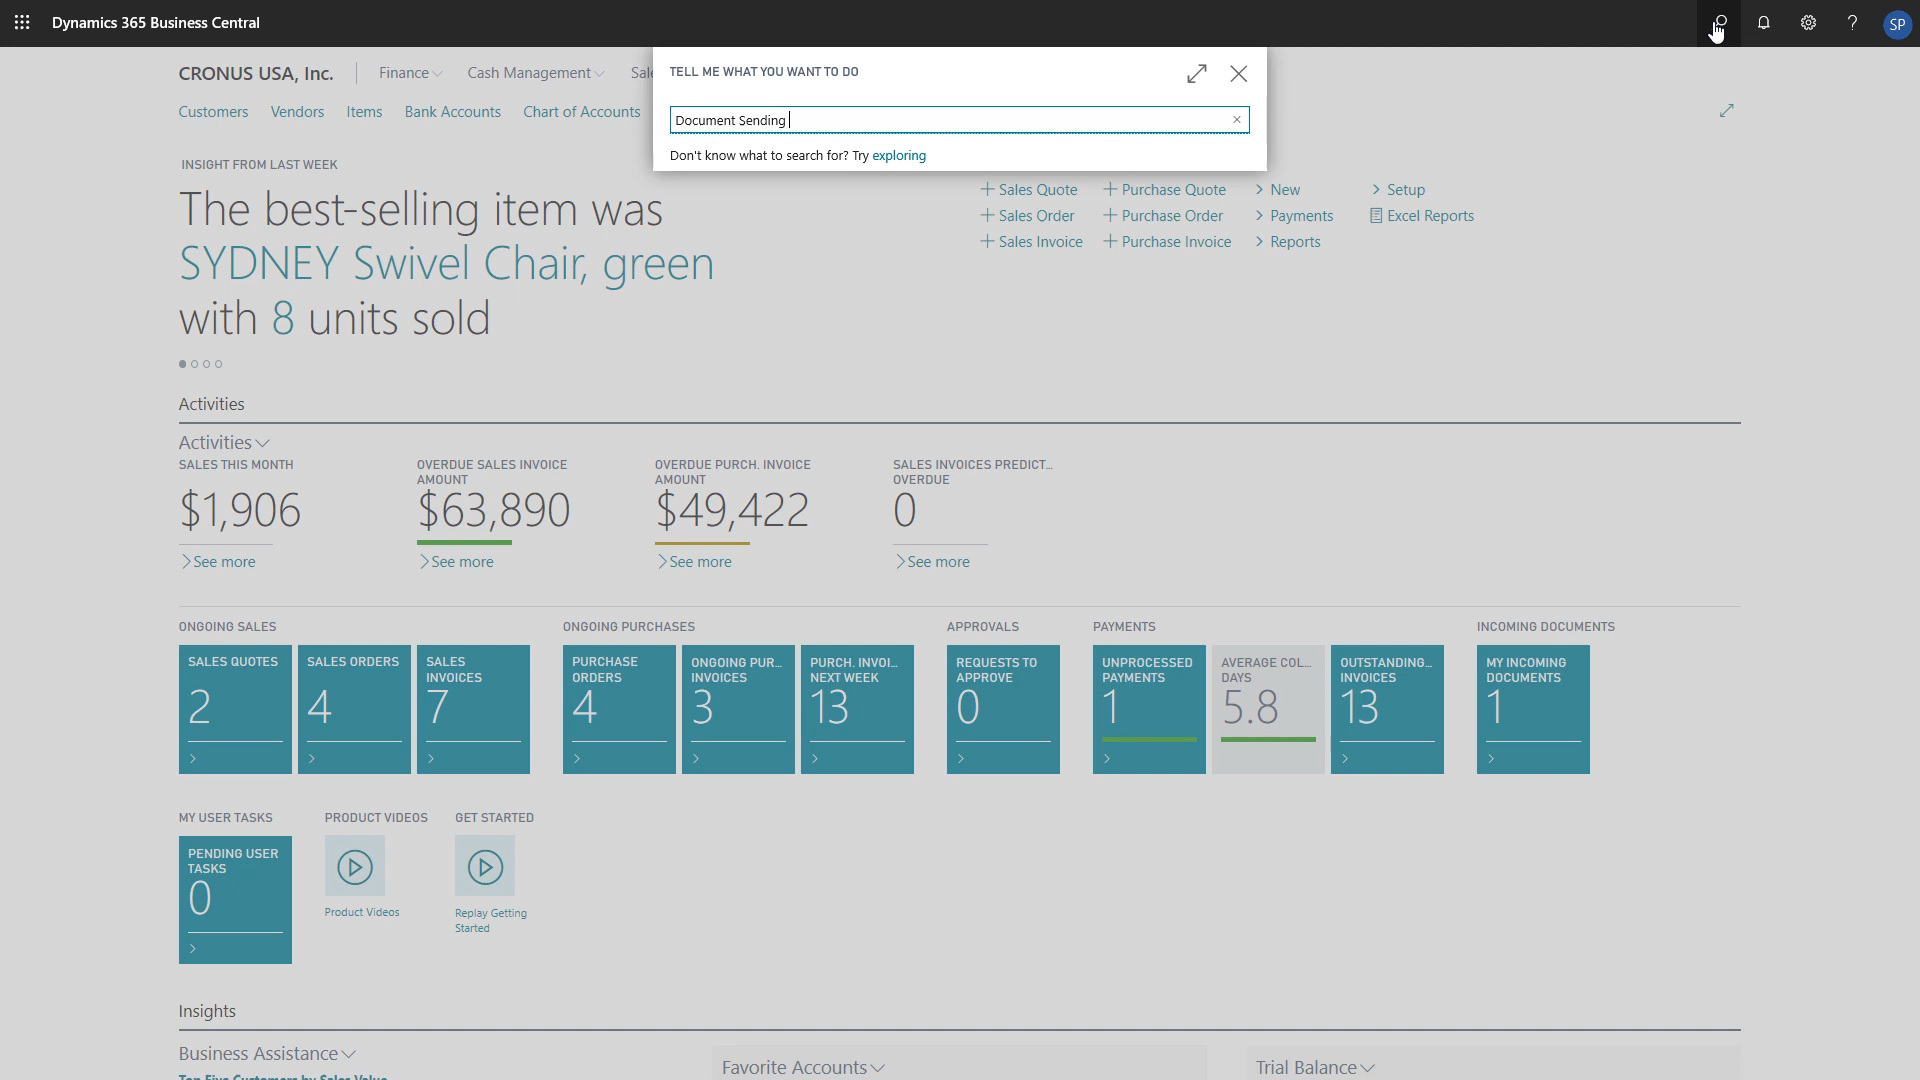 Dynamics 365 Business Central
SP
CRONUS USA, Inc.
Finance
Cash Management
TELL ME WHAT YOU WANT TO DO
Document Sending
Don't know what to search for? Try exploring
Customers
Vendors
Items
Bank Accounts
Chart of Accounts
INSIGHT FROM LAST WEEK
The best-selling item was
SYDNEY Swivel Chair, green
with 8 units sold
Sales Quote
Purchase Quote
New
Setup
Sales Order
Purchase Order
Payments
Excel Reports
Sales Invoice
Purchase Invoice
Reports
Activities
Activities
SALES THIS MONTH
$1,906
See more
OVERDUE SALES INVOICE
AMOUNT
$63,890
See more
OVERDUE PURCH. INVOICE
AMOUNT
$49,422
See more
SALES INVOICES PREDICT...
OVERDUE
0
See more
ONGOING SALES
SALES QUOTES
2
SALES ORDERS
4
SALES
INVOICES
7
ONGOING PURCHASES
PURCHASE
ORDERS
4
ONGOING PUR...
INVOICES
3
PURCH. INVOI...
NEXT WEEK
13
APPROVALS
REQUESTS TO
APPROVE
0
PAYMENTS
UNPROCESSED
PAYMENTS
1
AVERAGE COL...
DAYS
5.8
OUTSTANDING...
INVOICES
13
INCOMING DOCUMENTS
MY INCOMING
DOCUMENTS
1
MY USER TASKS
PENDING USER
TASKS
0
PRODUCT VIDEOS
Product Videos
GET STARTED
Replay Getting
Started
Insights
Business Assistance
Top Five Customers by Sales Value
Favorite Accounts
Trial Balance